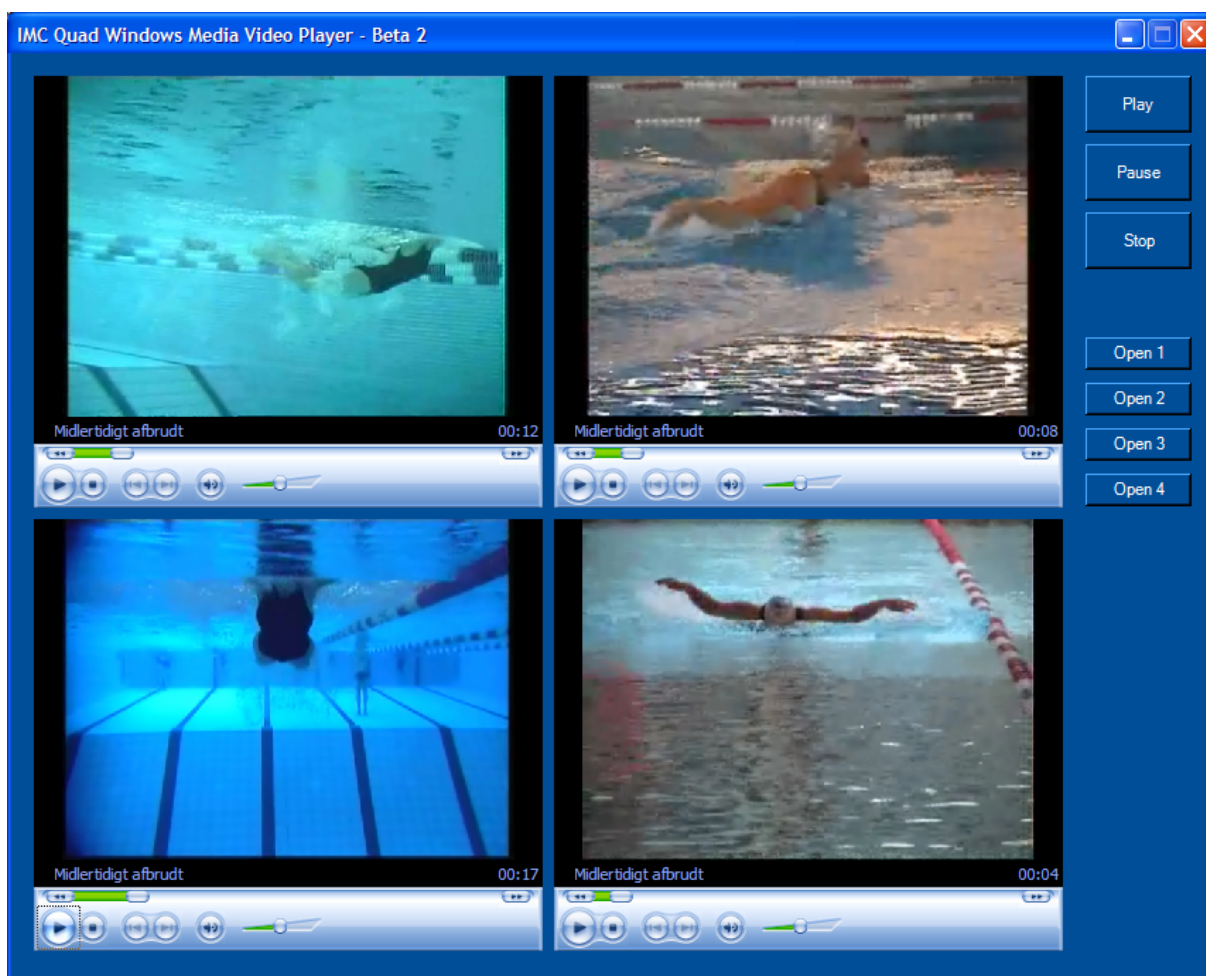 IMC Quad Windows Media Video Player - Beta 2
Play
Pause
Stop
Open 1
Open 2
Open 3
Open 4
Midlertidigt afbrudt 00:12
Midlertidigt afbrudt 00:08
Midlertidigt afbrudt 00:17
Midlertidigt afbrudt 00:04